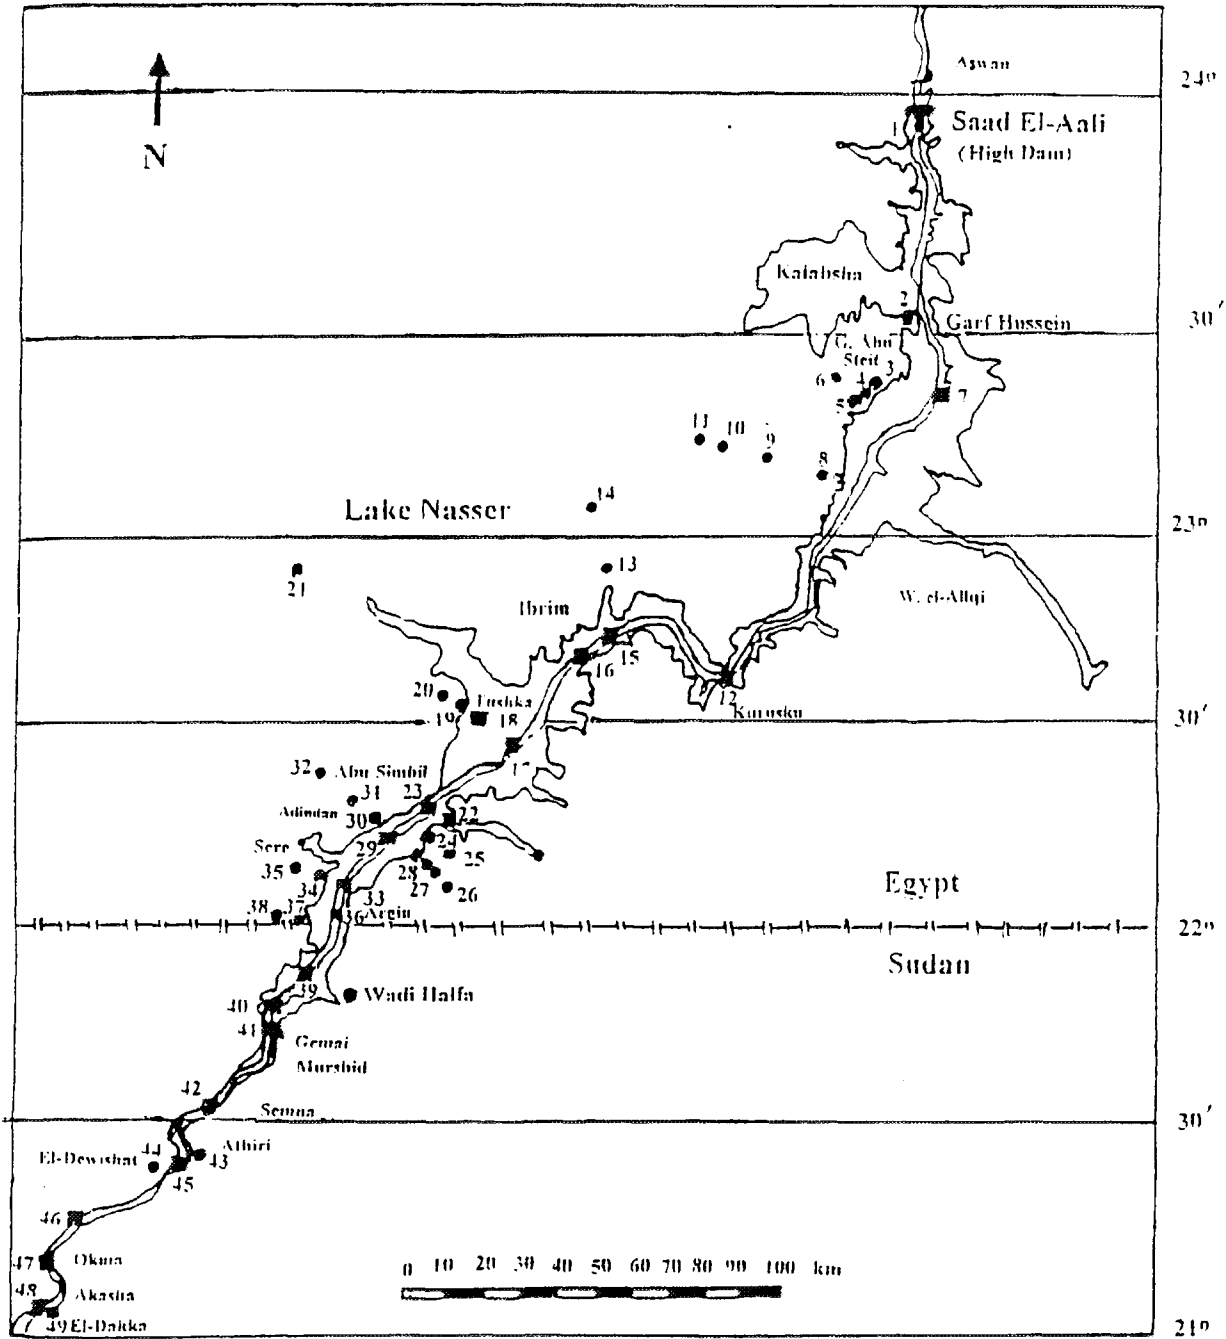 Aswan
24º
1
Saad El-Aali
(High Dam)
N
Kalabsha
2
30′
Garf Hussein
G. Abu
Steit
6
4
3
5
7
11
10
9
8
14
Lake Nasser
23º
13
21
Ibrim
W. el-Allqi
15
16
12
20
Tushka
19
18
Kurusku
30′
17
32
Abu Simbil
31
23
Adindan
30
22
Sere
29
24
25
35
28
34
27
26
33
Egypt
38
37
36
Argin
22º
Sudan
39
Wadi Halfa
40
41
Gemai
Murshid
42
Semna
30′
44
Athiri
El-Dewishat
43
45
46
47
Okma
0 10 20 30 40 50 60 70 80 90 100 km
48
Akasha
49 El-Dakka
21º